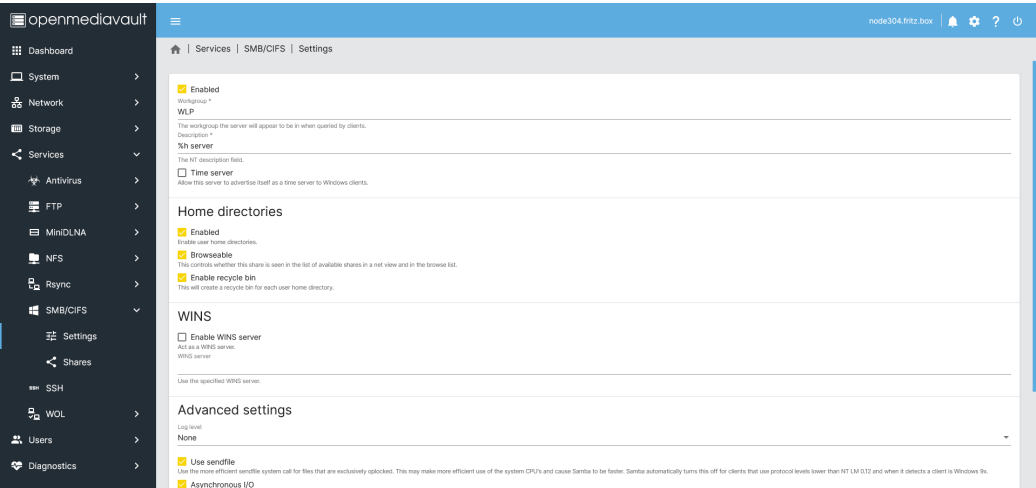 openmediavault
node304.fritz.box
Dashboard
System
Network
Storage
Services
Antivirus
FTP
MiniDLNA
NFS
Rsync
SMB/CIFS
Settings
Shares
SSH SSH
WOL
Users
Diagnostics
| Services | SMB/CIFS | Settings
Enabled
Workgroup *
WLP
The workgroup the server will appear to be in when queried by clients.
Description *
%h server
The NT description field.
Time server
Allow this server to advertise itself as a time server to Windows clients.
Home directories
Enabled
Enable user home directories.
Browseable
This controls whether this share is seen in the list of available shares in a net view and in the browse list.
Enable recycle bin
This will create a recycle bin for each user home directory.
WINS
Enable WINS server
Act as a WINS server.
WINS server
Use the specified WINS server.
Advanced settings
Log level
None
Use sendfile
Use the more efficient sendfile system call for files that are exclusively oplocked. This may make more efficient use of the system CPU's and cause Samba to be faster. Samba automatically turns this off for clients that use protocol levels lower than NT LM 0.12 and when it detects a client is Windows 9x.
Asynchronous I/O